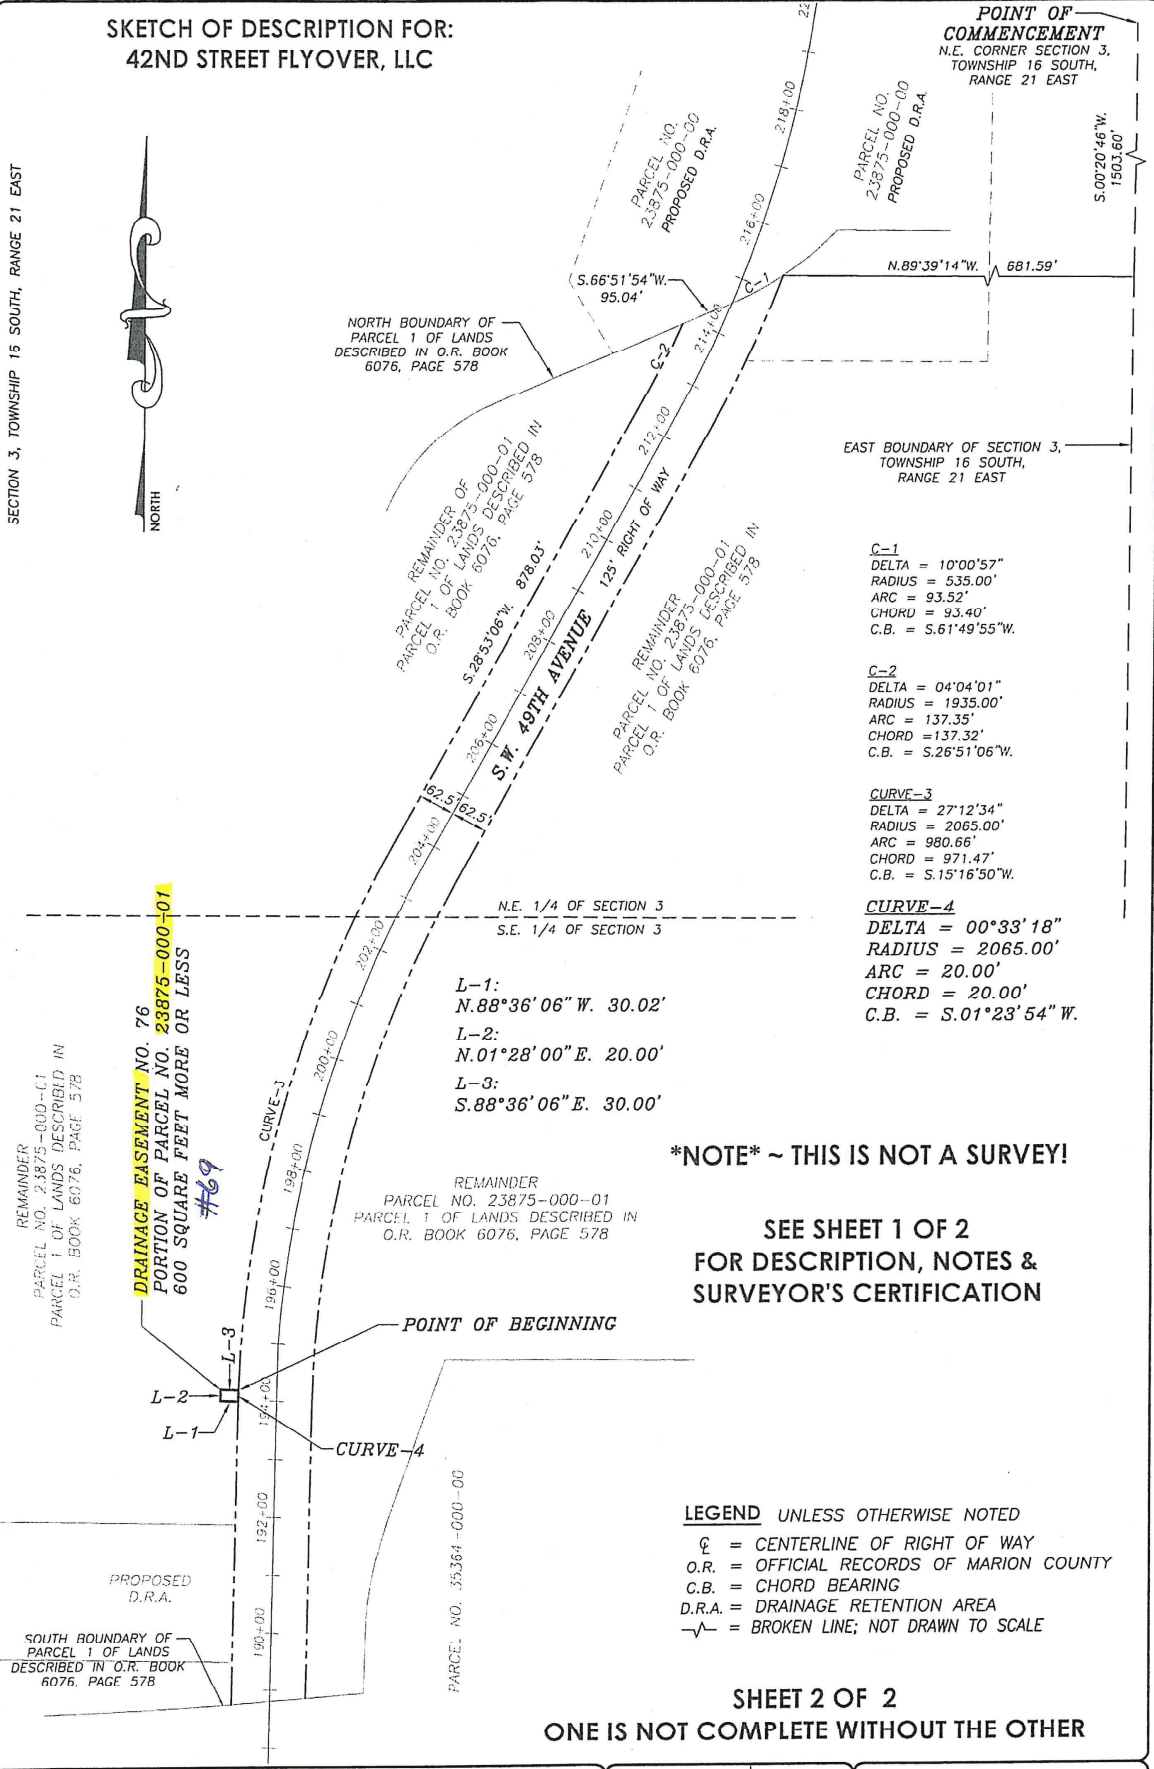 SKETCH OF DESCRIPTION FOR:
42ND STREET FLYOVER, LLC
POINT OF
COMMENCEMENT
N.E. CORNER SECTION 3,
TOWNSHIP 16 SOUTH,
RANGE 21 EAST
S.00°20'46"W.
1503.60'
SECTION 3, TOWNSHIP 16 SOUTH, RANGE 21 EAST
NORTH
PARCEL NO.
23875-000-00
PROPOSED D.R.A.
PARCEL NO.
23875-000-00
PROPOSED D.R.A.
22
218+00
216+00
214+00
212+00
210+00
208+00
206+00
204+00
202+00
200+00
198+00
196+00
194+00
192+00
190+00
S.66°51'54"W.
95.04'
C-1
N.89°39'14"W. 681.59'
NORTH BOUNDARY OF
PARCEL 1 OF LANDS
DESCRIBED IN O.R. BOOK
6076, PAGE 578
C-2
REMAINDER OF
PARCEL NO. 23875-000-01
PARCEL 1 OF LANDS DESCRIBED IN
O.R. BOOK 6076, PAGE 578
S.28°53'06"W. 878.03'
125' RIGHT OF WAY
S.W. 49TH AVENUE
REMAINDER
PARCEL NO. 23875-000-01
PARCEL 1 OF LANDS DESCRIBED IN
O.R. BOOK 6076, PAGE 578
62.5'
62.5'
EAST BOUNDARY OF SECTION 3,
TOWNSHIP 16 SOUTH,
RANGE 21 EAST
C-1
DELTA = 10°00'57"
RADIUS = 535.00'
ARC = 93.52'
CHORD = 93.40'
C.B. = S.61°49'55"W.
C-2
DELTA = 04°04'01"
RADIUS = 1935.00'
ARC = 137.35'
CHORD =137.32'
C.B. = S.26°51'06"W.
CURVE-3
DELTA = 27°12'34"
RADIUS = 2065.00'
ARC = 980.66'
CHORD = 971.47'
C.B. = S.15°16'50"W.
CURVE-4
DELTA = 00°33'18"
RADIUS = 2065.00'
ARC = 20.00'
CHORD = 20.00'
C.B. = S.01°23'54"W.
N.E. 1/4 OF SECTION 3
S.E. 1/4 OF SECTION 3
L-1:
N.88°36'06"W. 30.02'
L-2:
N.01°28'00"E. 20.00'
L-3:
S.88°36'06"E. 30.00'
REMAINDER
PARCEL NO. 23875-000-01
PARCEL 1 OF LANDS DESCRIBED IN
O.R. BOOK 6076, PAGE 578
DRAINAGE EASEMENT NO. 76
PORTION OF PARCEL NO. 23875-000-01
600 SQUARE FEET MORE OR LESS
#69
CURVE-3
*NOTE* ~ THIS IS NOT A SURVEY!
REMAINDER
PARCEL NO. 23875-000-01
PARCEL 1 OF LANDS DESCRIBED IN
O.R. BOOK 6076, PAGE 578
SEE SHEET 1 OF 2
FOR DESCRIPTION, NOTES &
SURVEYOR'S CERTIFICATION
POINT OF BEGINNING
L-3
L-2
L-1
CURVE-4
PARCEL NO. 35364-000-00
PROPOSED
D.R.A.
SOUTH BOUNDARY OF
PARCEL 1 OF LANDS
DESCRIBED IN O.R. BOOK
6076, PAGE 578
LEGEND UNLESS OTHERWISE NOTED
℄ = CENTERLINE OF RIGHT OF WAY
O.R. = OFFICIAL RECORDS OF MARION COUNTY
C.B. = CHORD BEARING
D.R.A. = DRAINAGE RETENTION AREA
= BROKEN LINE; NOT DRAWN TO SCALE
SHEET 2 OF 2
ONE IS NOT COMPLETE WITHOUT THE OTHER